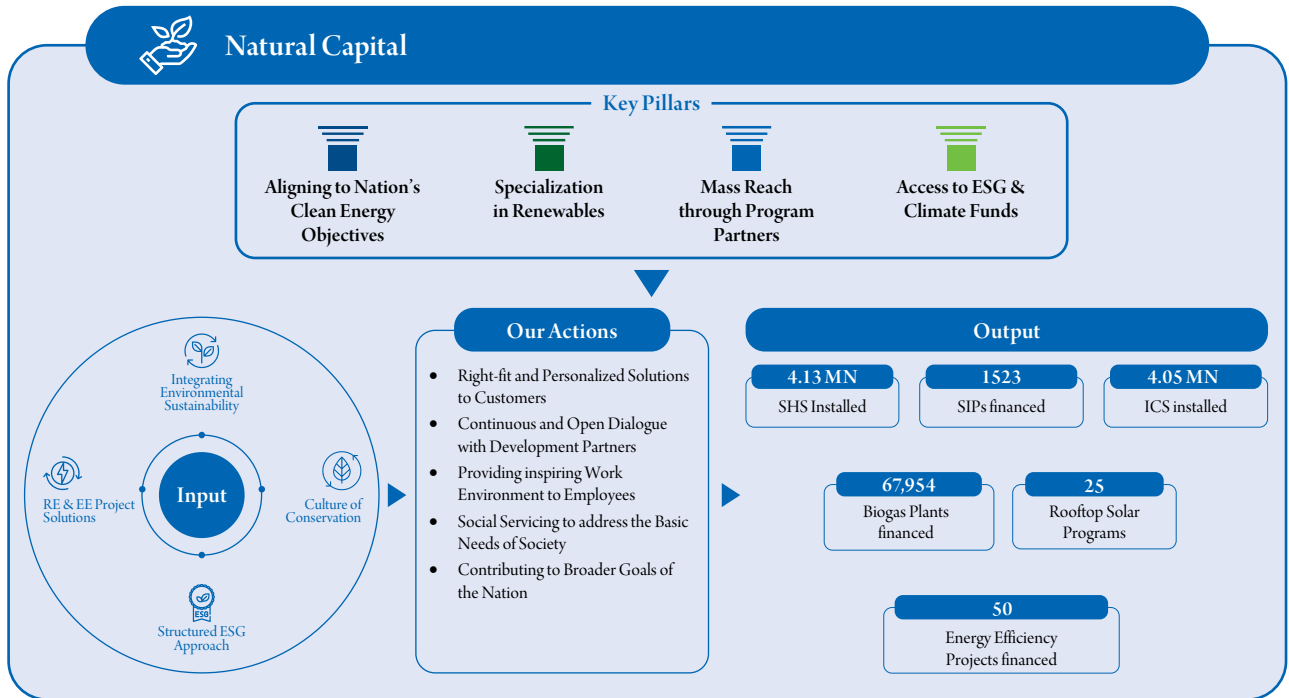 Natural Capital
Key Pillars
Aligning to Nation's
Clean Energy
Objectives
Specialization
in Renewables
Mass Reach
through Program
Partners
Access to ESG &
Climate Funds
Integrating
Environmental
Sustainability
RE & EE Project
Solutions
Input
Culture of
Conservation
ESG
Structured ESG
Approach
Our Actions
• Right-fit and Personalized Solutions
to Customers
• Continuous and Open Dialogue
with Development Partners
• Providing inspiring Work
Environment to Employees
• Social Servicing to address the Basic
Needs of Society
• Contributing to Broader Goals of
the Nation
Output
4.13 MN
SHS Installed
1523
SIPs financed
4.05 MN
ICS installed
67,954
Biogas Plants
financed
25
Rooftop Solar
Programs
50
Energy Efficiency
Projects financed